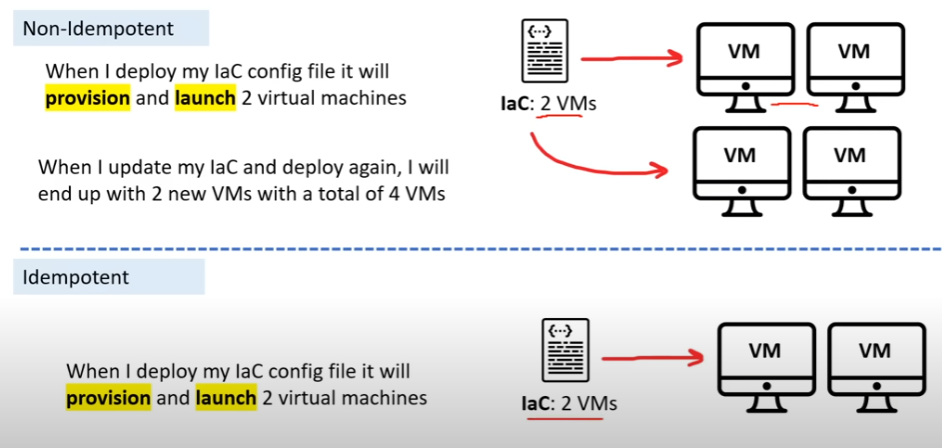 Non-Idempotent
When I deploy my IaC config file it will
provision and launch 2 virtual machines
{···}
IaC: 2 VMs
VM
VM
When I update my IaC and deploy again, I will
end up with 2 new VMs with a total of 4 VMs
VM
VM
Idempotent
When I deploy my IaC config file it will
provision and launch 2 virtual machines
{···}
IaC: 2 VMs
VM
VM